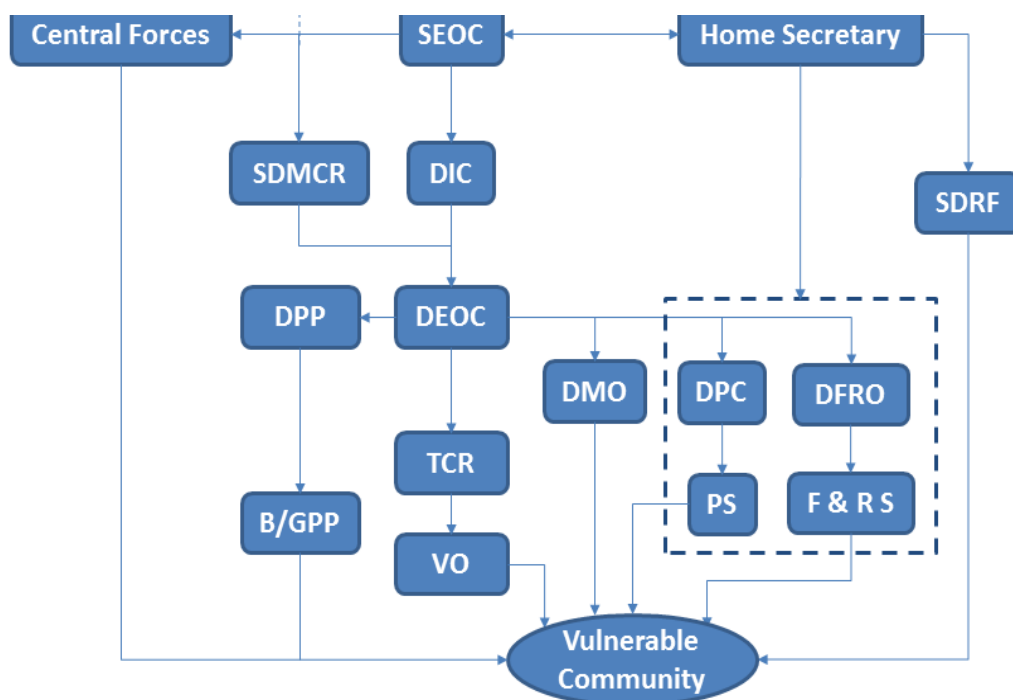 Central Forces
SEOC
Home Secretary
SDMCR
DIC
SDRF
DPP
DEOC
DMO
DPC
DFRO
TCR
B/GPP
PS
F & R S
VO
Vulnerable
Community